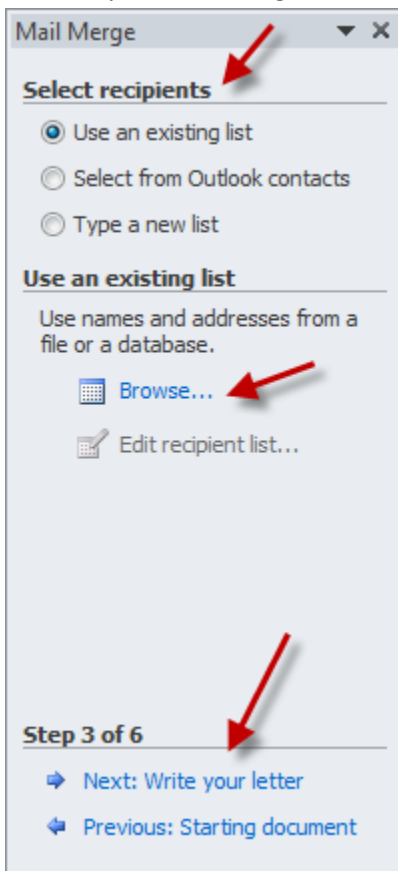 Mail Merge
Select recipients
Use an existing list
Select from Outlook contacts
Type a new list
Use an existing list
Use names and addresses from a
file or a database.
Browse...
Edit recipient list...
Step 3 of 6
Next: Write your letter
Previous: Starting document